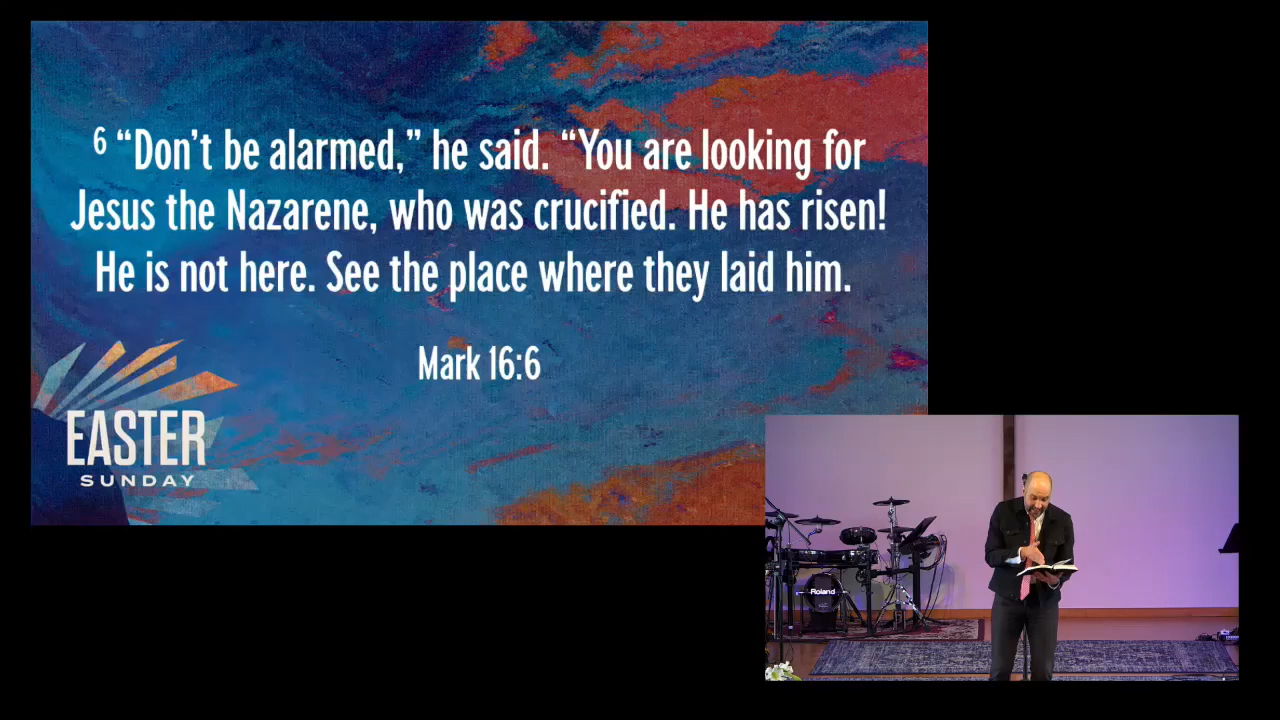 6 “Don’t be alarmed,” he said. “You are looking for
Jesus the Nazarene, who was crucified. He has risen!
He is not here. See the place where they laid him.
Mark 16:6
EASTER
SUNDAY
Roland